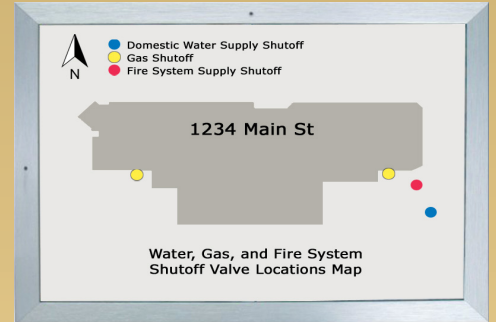 Domestic Water Supply Shutoff
Gas Shutoff
Fire System Supply Shutoff
N
1234 Main St
Water, Gas, and Fire System
Shutoff Valve Locations Map